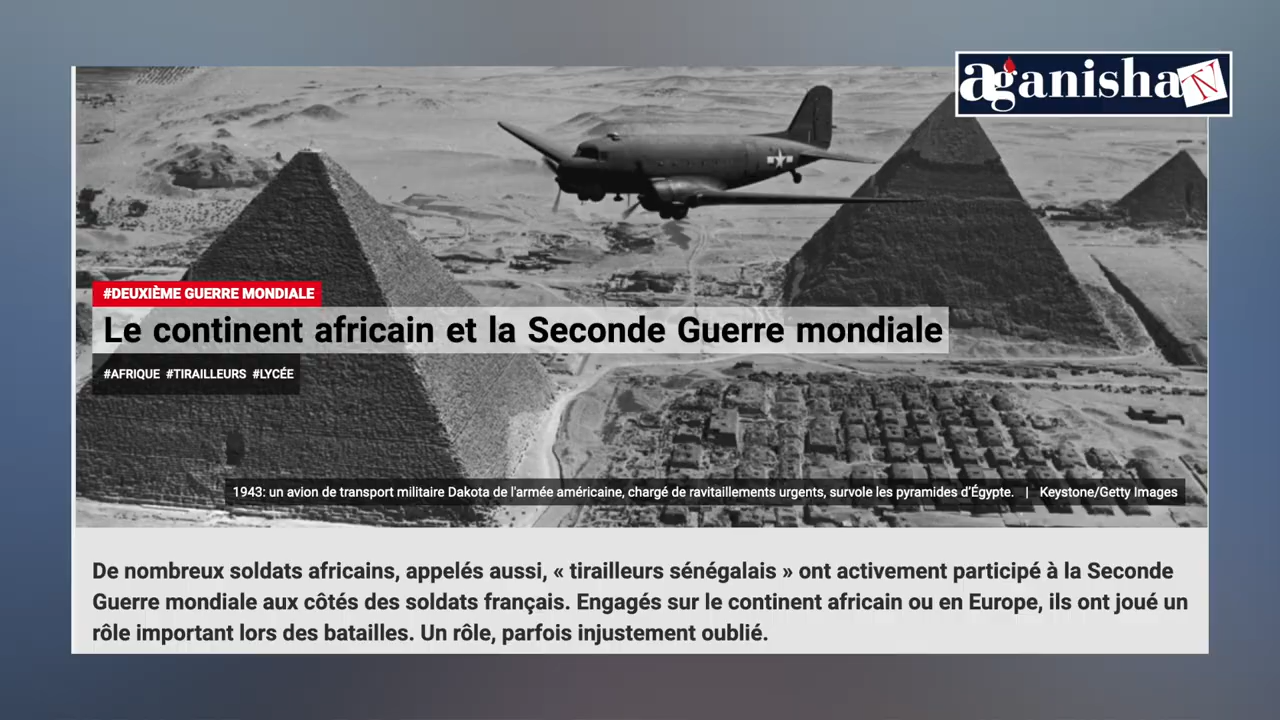 aganisha TV
#DEUXIÈME GUERRE MONDIALE
Le continent africain et la Seconde Guerre mondiale
#AFRIQUE #TIRAILLEURS #LYCÉE
1943: un avion de transport militaire Dakota de l'armée américaine, chargé de ravitaillements urgents, survole les pyramides d'Égypte. | Keystone/Getty Images
De nombreux soldats africains, appelés aussi, « tirailleurs sénégalais » ont activement participé à la Seconde
Guerre mondiale aux côtés des soldats français. Engagés sur le continent africain ou en Europe, ils ont joué un
rôle important lors des batailles. Un rôle, parfois injustement oublié.